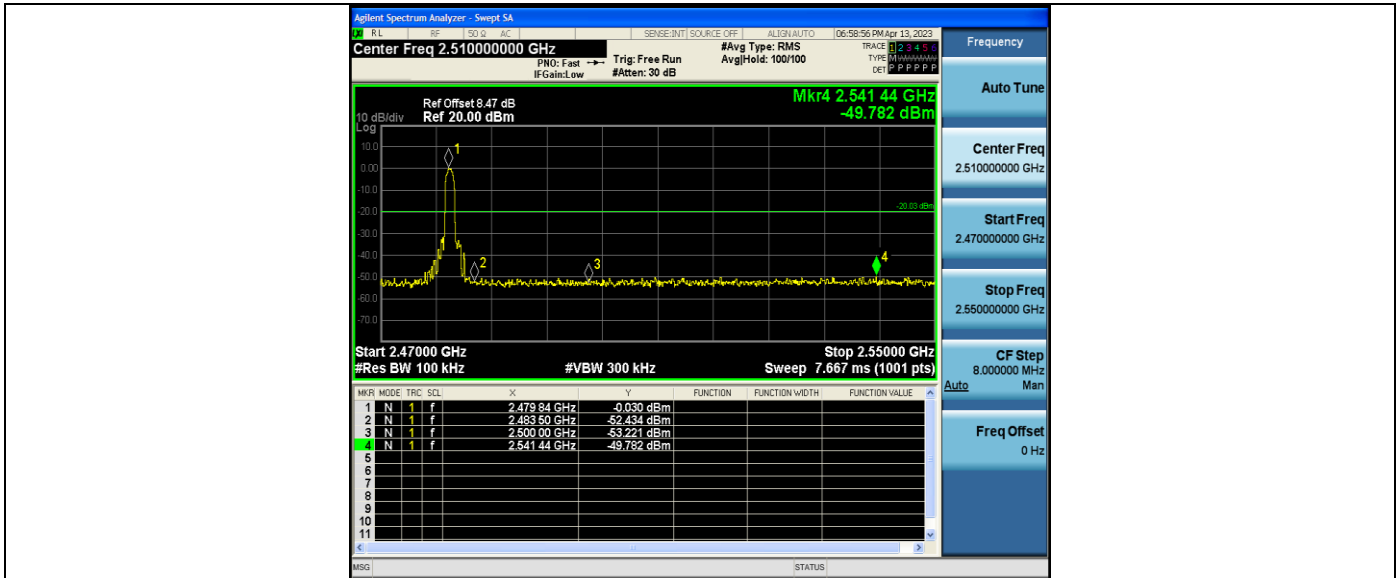 Agilent Spectrum Analyzer - Swept SA
RL RF 50 Ω AC SENSE:INT SOURCE OFF ALIGNAUTO 06:58:56 PM Apr 13, 2023
Center Freq 2.510000000 GHz
PNO: Fast
IFGain:Low
Trig: Free Run
#Atten: 30 dB
#Avg Type: RMS
Avg|Hold: 100/100
TRACE 1 2 3 4 5 6
TYPE M
DET P P P P P P
Mkr4 2.541 44 GHz
-49.782 dBm
Ref Offset 8.47 dB
10 dB/div Ref 20.00 dBm
Log
10.0
0.00
-10.0
-20.0
-30.0
-40.0
-50.0
-60.0
-70.0
1
2
3
4
-20.03 dBm
Start 2.47000 GHz Stop 2.55000 GHz
#Res BW 100 kHz #VBW 300 kHz Sweep 7.667 ms (1001 pts)
MKR MODE TRC SCL X Y FUNCTION FUNCTION WIDTH FUNCTION VALUE
1 N 1 f 2.479 84 GHz -0.030 dBm
2 N 1 f 2.483 50 GHz -52.434 dBm
3 N 1 f 2.500 00 GHz -53.221 dBm
4 N 1 f 2.541 44 GHz -49.782 dBm
5
6
7
8
9
10
11
MSG STATUS
Frequency
Auto Tune
Center Freq
2.510000000 GHz
Start Freq
2.470000000 GHz
Stop Freq
2.550000000 GHz
CF Step
8.000000 MHz
Auto Man
Freq Offset
0 Hz